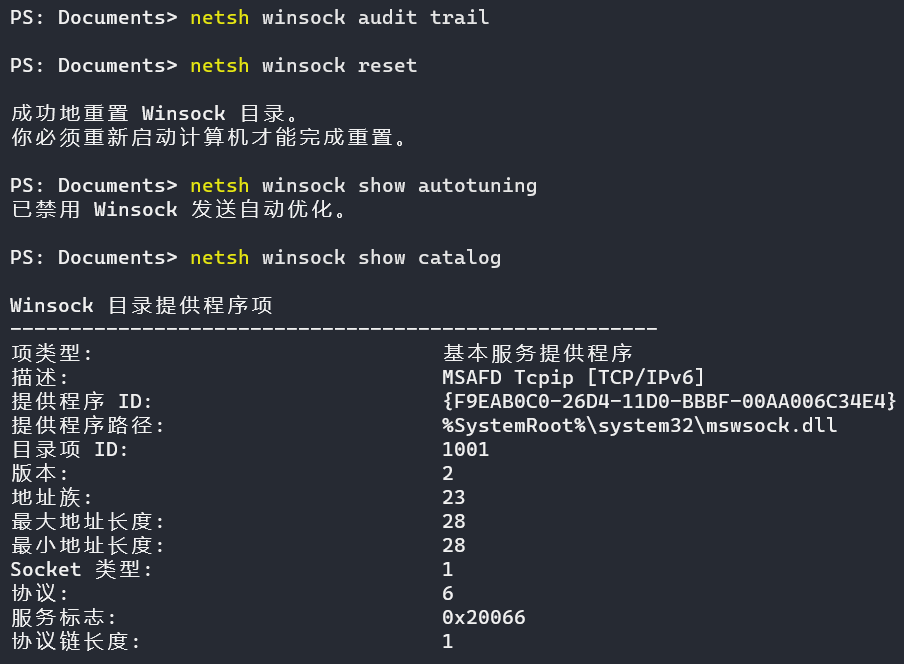 PS: Documents> netsh winsock audit trail
PS: Documents> netsh winsock reset
成功地重置 Winsock 目录。
你必须重新启动计算机才能完成重置。
PS: Documents> netsh winsock show autotuning
已禁用 Winsock 发送自动优化。
PS: Documents> netsh winsock show catalog
Winsock 目录提供程序项
------------------------------------------------------
项类型: 基本服务提供程序
描述: MSAFD Tcpip [TCP/IPv6]
提供程序 ID: {F9EAB0C0-26D4-11D0-BBBF-00AA006C34E4}
提供程序路径: %SystemRoot%\system32\mswsock.dll
目录项 ID: 1001
版本: 2
地址族: 23
最大地址长度: 28
最小地址长度: 28
Socket 类型: 1
协议: 6
服务标志: 0x20066
协议链长度: 1